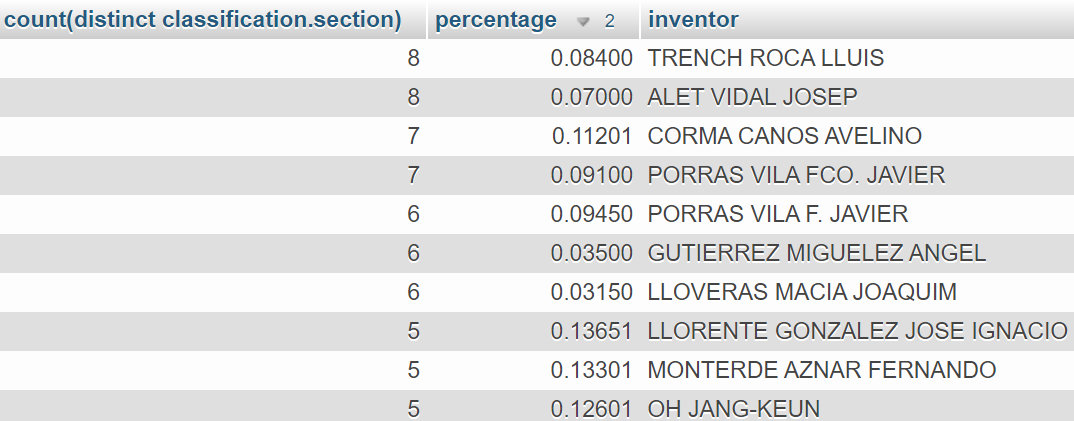 count(distinct classification.section) percentage 2 inventor
8 0.08400 TRENCH ROCA LLUIS
8 0.07000 ALET VIDAL JOSEP
7 0.11201 CORMA CANOS AVELINO
7 0.09100 PORRAS VILA FCO. JAVIER
6 0.09450 PORRAS VILA F. JAVIER
6 0.03500 GUTIERREZ MIGUELEZ ANGEL
6 0.03150 LLOVERAS MACIA JOAQUIM
5 0.13651 LLORENTE GONZALEZ JOSE IGNACIO
5 0.13301 MONTERDE AZNAR FERNANDO
5 0.12601 OH JANG-KEUN